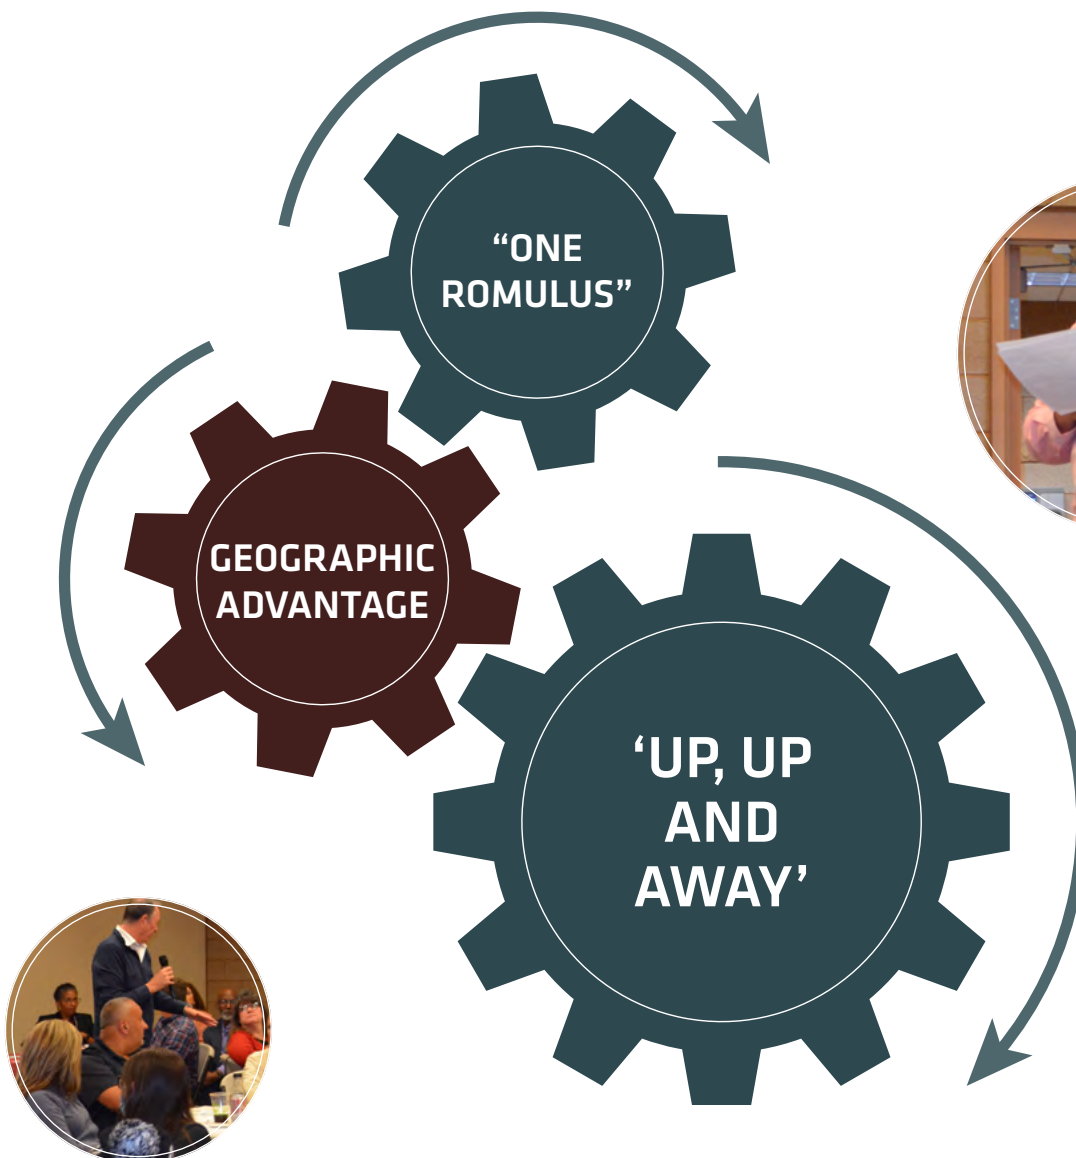 “ONE
ROMULUS”
GEOGRAPHIC
ADVANTAGE
‘UP, UP
AND
AWAY’